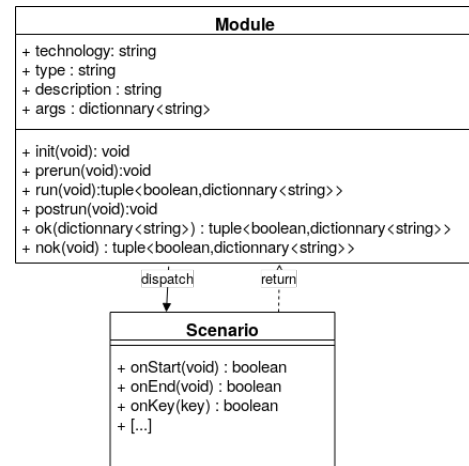 Module
+ technology: string
+ type : string
+ description : string
+ args : dictionnary<string>
+ init(void): void
+ prerun(void):void
+ run(void):tuple<boolean,dictionnary<string>>
+ postrun(void):void
+ ok(dictionnary<string>) : tuple<boolean,dictionnary<string>>
+ nok(void) : tuple<boolean,dictionnary<string>>
dispatch return
Scenario
+ onStart(void) : boolean
+ onEnd(void) : boolean
+ onKey(key) : boolean
+ [...]